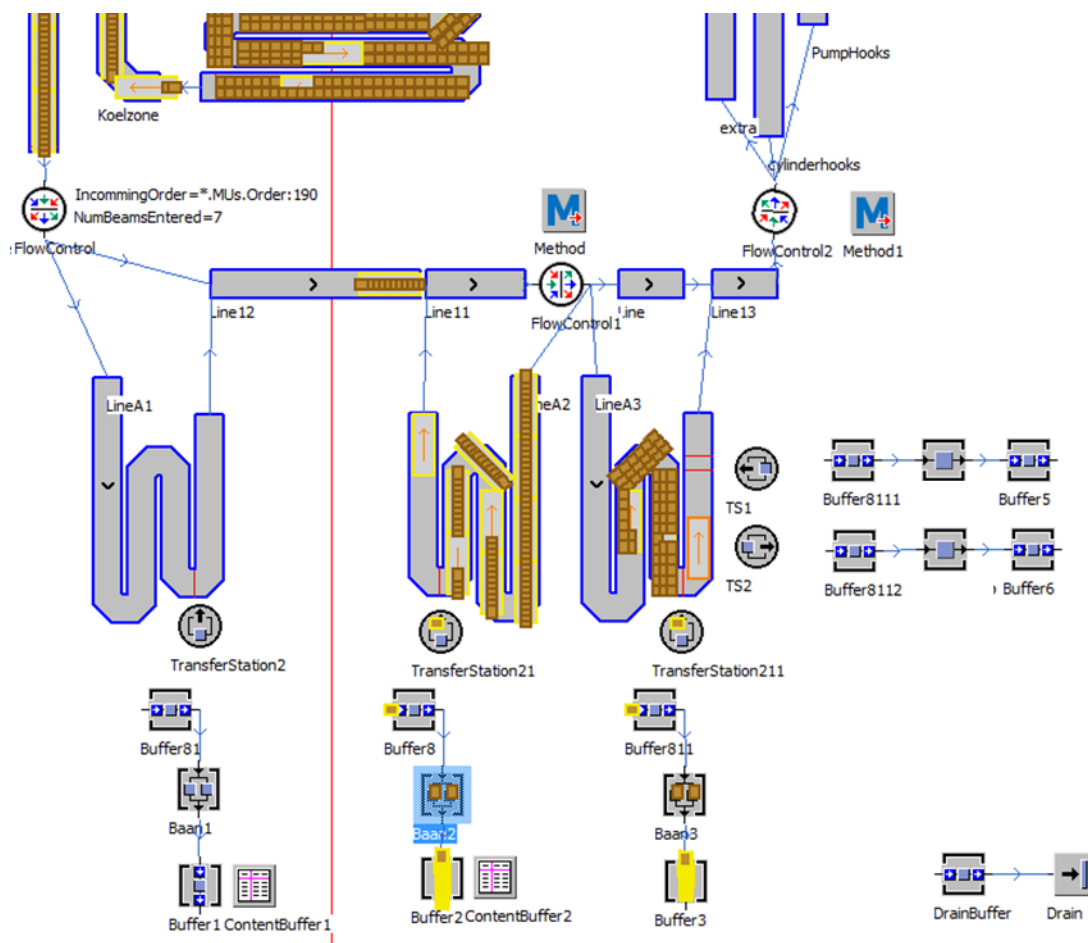 PumpHooks
Koelzone
extra
cylinderhooks
IncommingOrder=*.MUs.Order:190
NumBeamsEntered=7
FlowControl
M
Method
M
FlowControl2
Method1
Line12
Line11
FlowControl1
Line
Line13
LineA1
neA2
LineA3
TS1
Buffer8111
Buffer5
TS2
Buffer8112
Buffer6
TransferStation2
TransferStation21
TransferStation211
Buffer81
Buffer8
Buffer811
Baan1
Baan2
Baan3
Buffer1
ContentBuffer1
Buffer2
ContentBuffer2
Buffer3
DrainBuffer
Drain